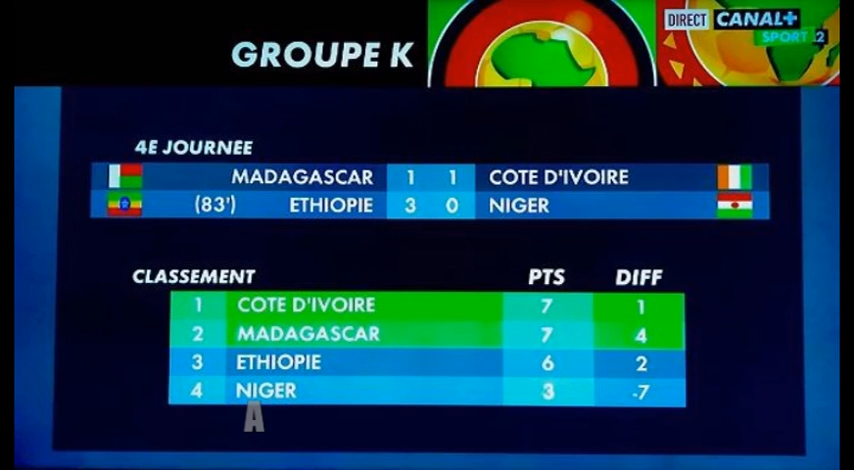 DIRECT CANAL+
SPORT 2
GROUPE K
4E JOURNEE
MADAGASCAR 1 1 COTE D'IVOIRE
(83') ETHIOPIE 3 0 NIGER
CLASSEMENT PTS DIFF
1 COTE D'IVOIRE 7 1
2 MADAGASCAR 7 4
3 ETHIOPIE 6 2
4 NIGER 3 -7
A